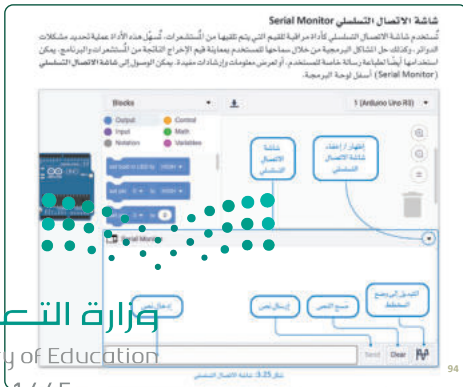 شاشة الاتصال التسلسلي Serial Monitor
تُستخدم شاشة الاتصال التسلسلي كأداة مراقبة للقيم التي يتم تلقيها من المُستشعرات. تُسهّل هذه الأداة عملية تحديد مشكلات
الدوائر، وكذلك حل المشاكل البرمجية من خلال سماحها للمستخدم بمعاينة قيم الإخراج الناتجة من المُستشعرات والبرنامج. يمكن
استخدامها أيضًا لطباعة رسالة خاصة للمستخدم، أو لعرض معلومات وإرشادات مفيدة. يمكن الوصول إلى شاشة الاتصال التسلسلي
(Serial Monitor) أسفل لوحة البرمجة.
Blocks
1 (Arduino Uno R3)
Output
Control
Input
Math
Notation
Variables
شاشة
الاتصال
التسلسلي
إظهار / إخفاء
شاشة الاتصال
التسلسلي
Serial Monitor
إدخال نص
إرسال نص
مسح النص
التبديل إلى وضع
المخطط
Send
Clear
شكل 3.25: شاشة الاتصال التسلسلي
وزارة التع
y of Education
1445
94